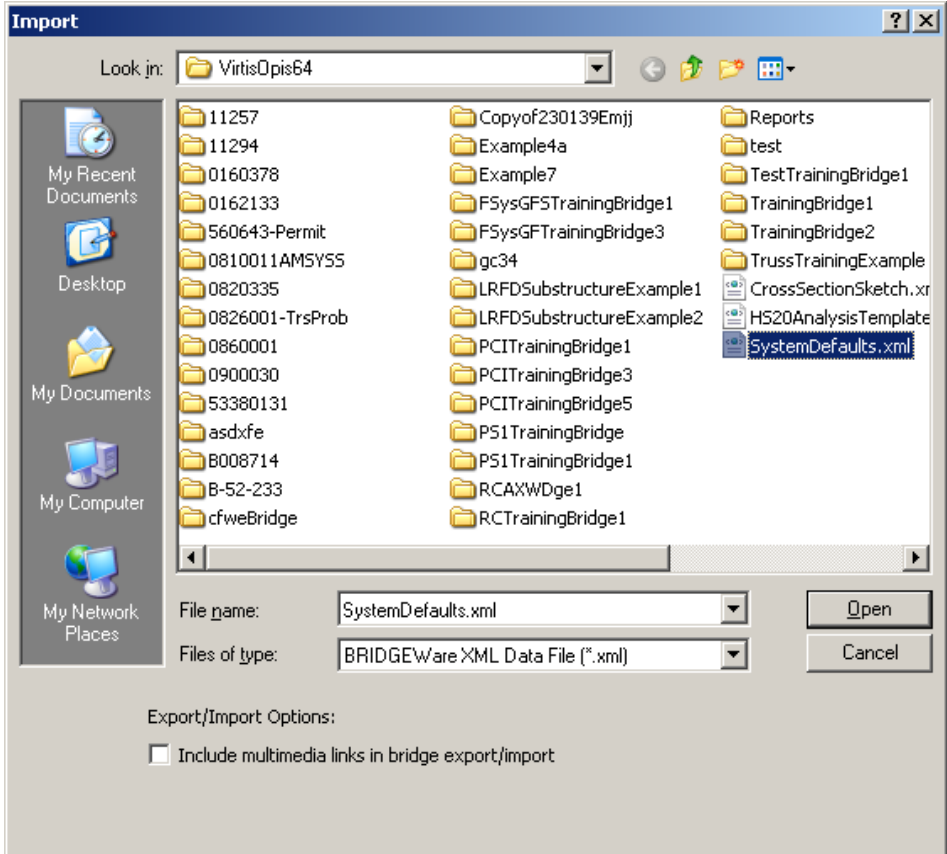 Import
Look in: VirtisOpis64
My Recent
Documents
Desktop
My Documents
My Computer
My Network
Places
11257
11294
0160378
0162133
560643-Permit
0810011AMSYSS
0820335
0826001-TrsProb
0860001
0900030
53380131
asdxfe
B008714
B-52-233
cfweBridge
Copyof230139Emjj
Example4a
Example7
FSysGFSTrainingBridge1
FSysGFTrainingBridge3
gc34
LRFDSubstructureExample1
LRFDSubstructureExample2
PCITrainingBridge1
PCITrainingBridge3
PCITrainingBridge5
PS1TrainingBridge
PS1TrainingBridge1
RCAXWDge1
RCTrainingBridge1
Reports
test
TestTrainingBridge1
TrainingBridge1
TrainingBridge2
TrussTrainingExample
CrossSectionSketch.xm
HS20AnalysisTemplate
SystemDefaults.xml
File name: SystemDefaults.xml Open
Files of type: BRIDGEWare XML Data File (*.xml) Cancel
Export/Import Options:
Include multimedia links in bridge export/import